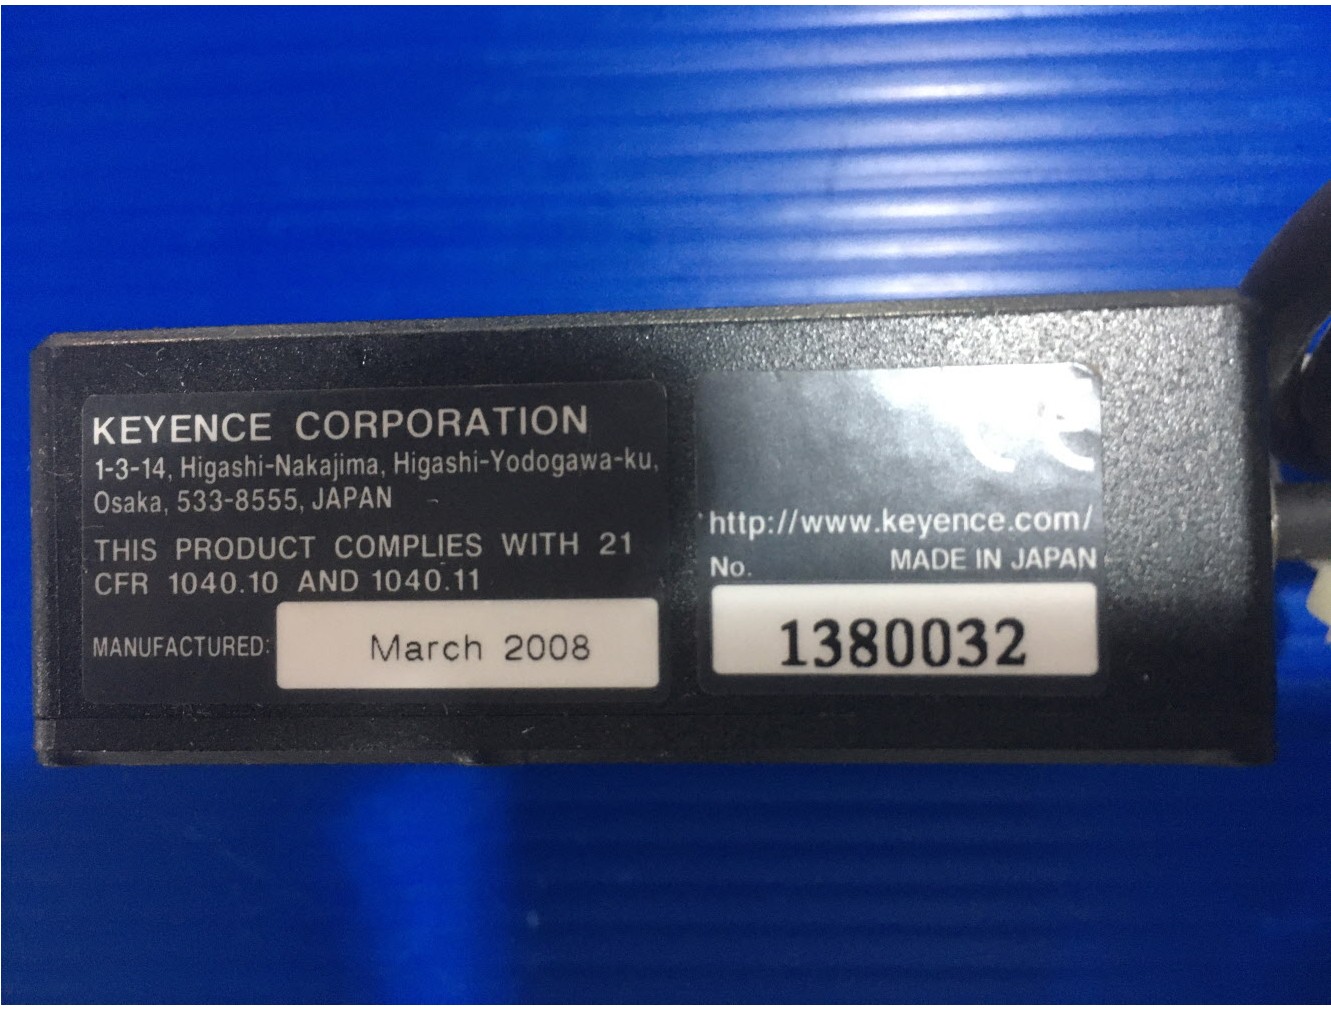 KEYENCE CORPORATION
1-3-14, Higashi-Nakajima, Higashi-Yodogawa-ku,
Osaka, 533-8555, JAPAN
THIS PRODUCT COMPLIES WITH 21
CFR 1040.10 AND 1040.11
MANUFACTURED: March 2008
CE
http://www.keyence.com/
No. MADE IN JAPAN
1380032